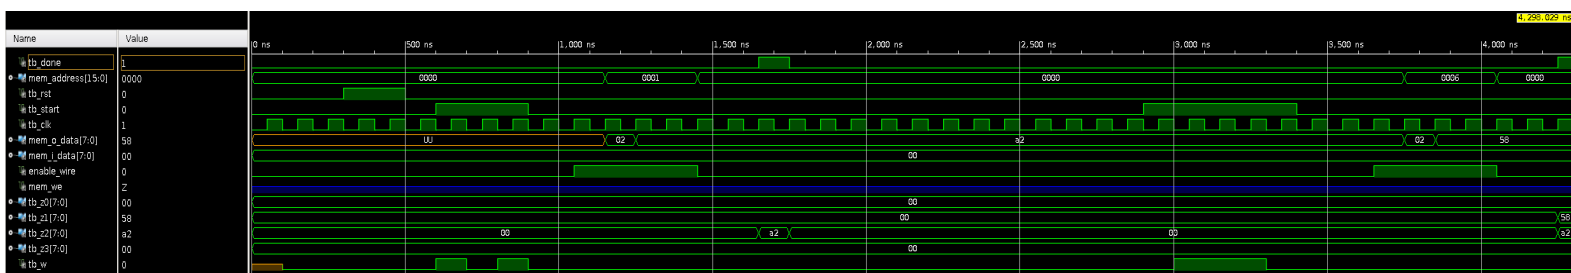 4,298.029 ns
Name Value
0 ns 500 ns 1,000 ns 1,500 ns 2,000 ns 2,500 ns 3,000 ns 3,500 ns 4,000 ns
tb_done 1
mem_address[15:0] 0000 0000 0001 0000 0006 0000
tb_rst 0
tb_start 0
tb_clk 1
mem_o_data[7:0] 58 UU 02 a2 02 58
mem_i_data[7:0] 00 00
enable_wire 0
mem_we Z
tb_z0[7:0] 00 00
tb_z1[7:0] 58 00 58
tb_z2[7:0] a2 00 a2 00 a2
tb_z3[7:0] 00 00
tb_w 0